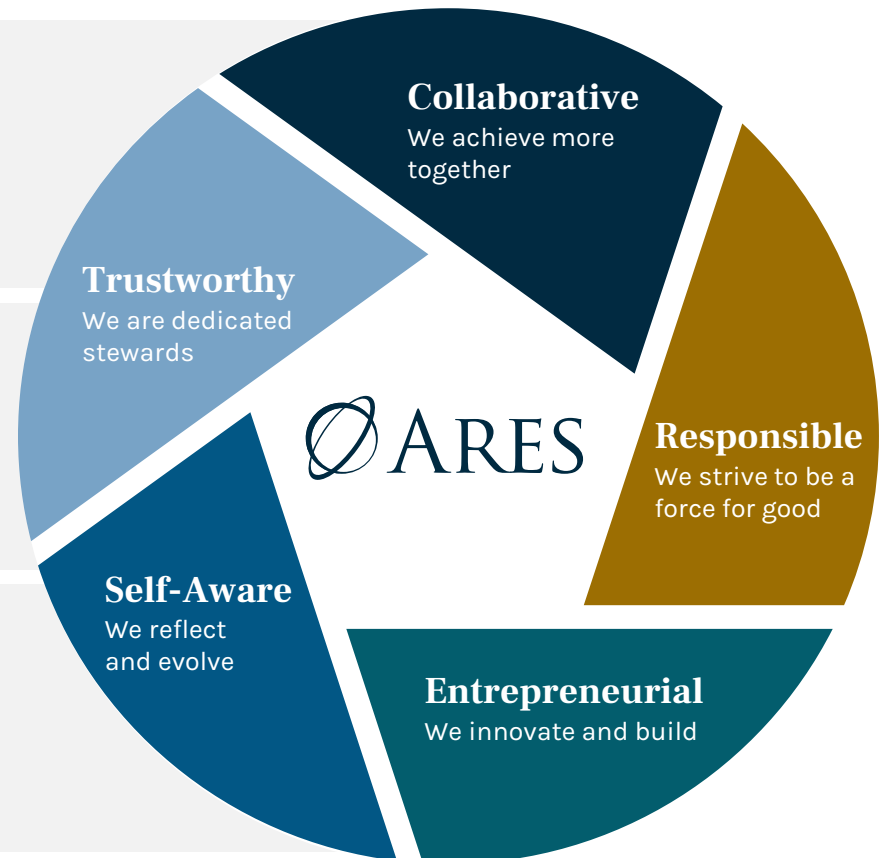 Collaborative
We achieve more
together
Trustworthy
We are dedicated
stewards
ARES
Responsible
We strive to be a
force for good
Self-Aware
We reflect
and evolve
Entrepreneurial
We innovate and build